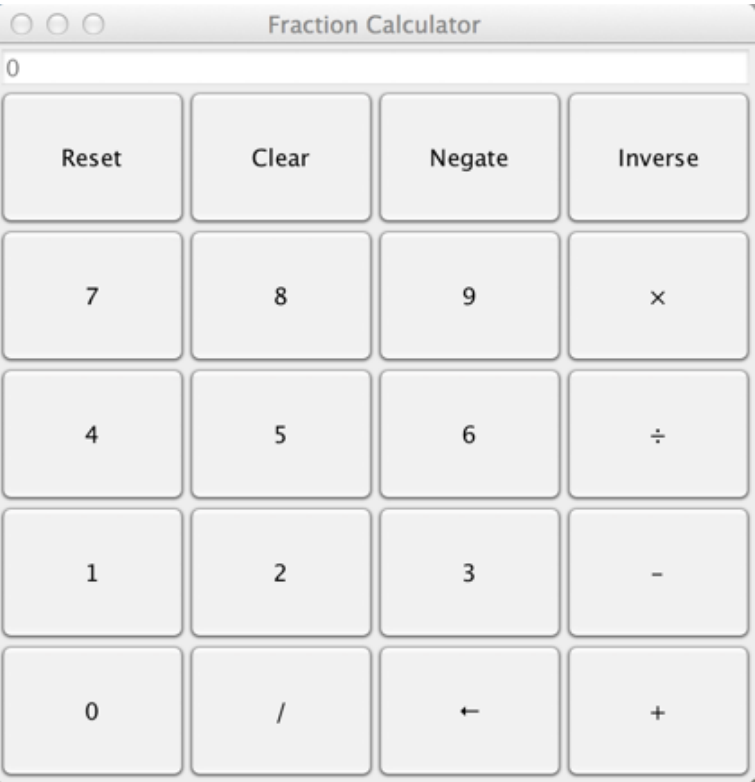 Fraction Calculator
0
Reset Clear Negate Inverse
7 8 9 ×
4 5 6 ÷
1 2 3 –
0 / ← +